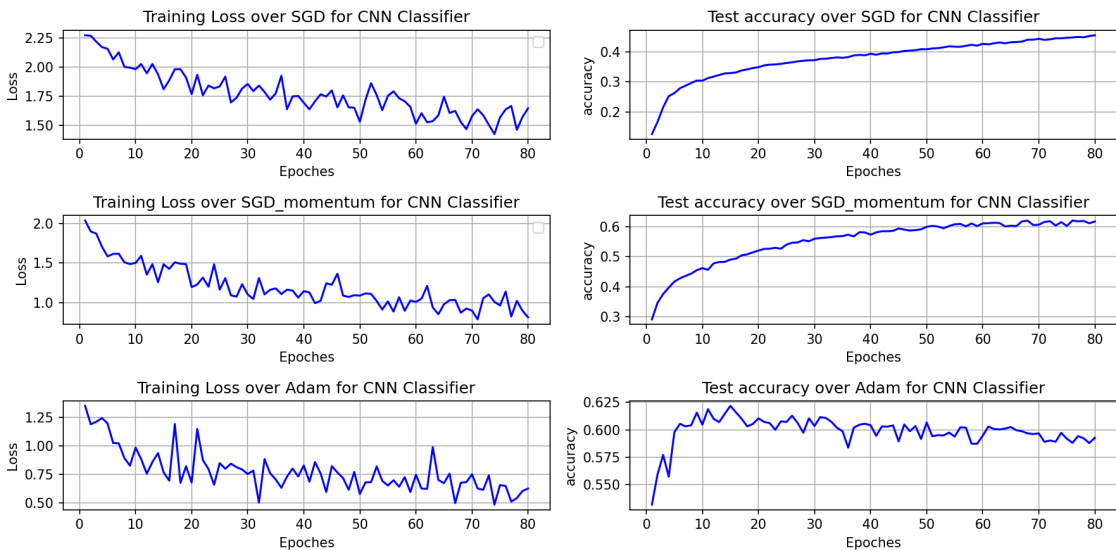 Training Loss over SGD for CNN Classifier
2.25
2.00
1.75
1.50
Loss
0 10 20 30 40 50 60 70 80
Epoches
Test accuracy over SGD for CNN Classifier
0.4
0.3
0.2
accuracy
0 10 20 30 40 50 60 70 80
Epoches
Training Loss over SGD_momentum for CNN Classifier
2.0
1.5
1.0
Loss
0 10 20 30 40 50 60 70 80
Epoches
Test accuracy over SGD_momentum for CNN Classifier
0.6
0.5
0.4
0.3
accuracy
0 10 20 30 40 50 60 70 80
Epoches
Training Loss over Adam for CNN Classifier
1.25
1.00
0.75
0.50
Loss
0 10 20 30 40 50 60 70 80
Epoches
Test accuracy over Adam for CNN Classifier
0.625
0.600
0.575
0.550
accuracy
0 10 20 30 40 50 60 70 80
Epoches